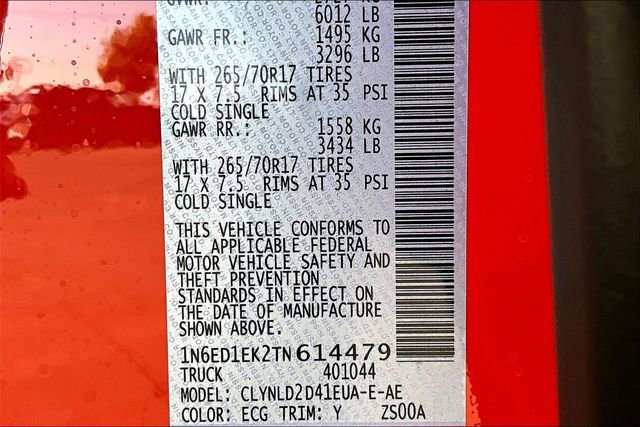 GVWR:
6012 LB
GAWR FR.: 1495 KG
3296 LB
WITH 265/70R17 TIRES
17 X 7.5 RIMS AT 35 PSI
COLD SINGLE
GAWR RR.: 1558 KG
3434 LB
WITH 265/70R17 TIRES
17 X 7.5 RIMS AT 35 PSI
COLD SINGLE
THIS VEHICLE CONFORMS TO
ALL APPLICABLE FEDERAL
MOTOR VEHICLE SAFETY AND
THEFT PREVENTION
STANDARDS IN EFFECT ON
THE DATE OF MANUFACTURE
SHOWN ABOVE.
1N6ED1EK2TN614479
TRUCK 401044
MODEL: CLYNLD2D41EUA-E-AE
COLOR: ECG TRIM: Y ZS00A